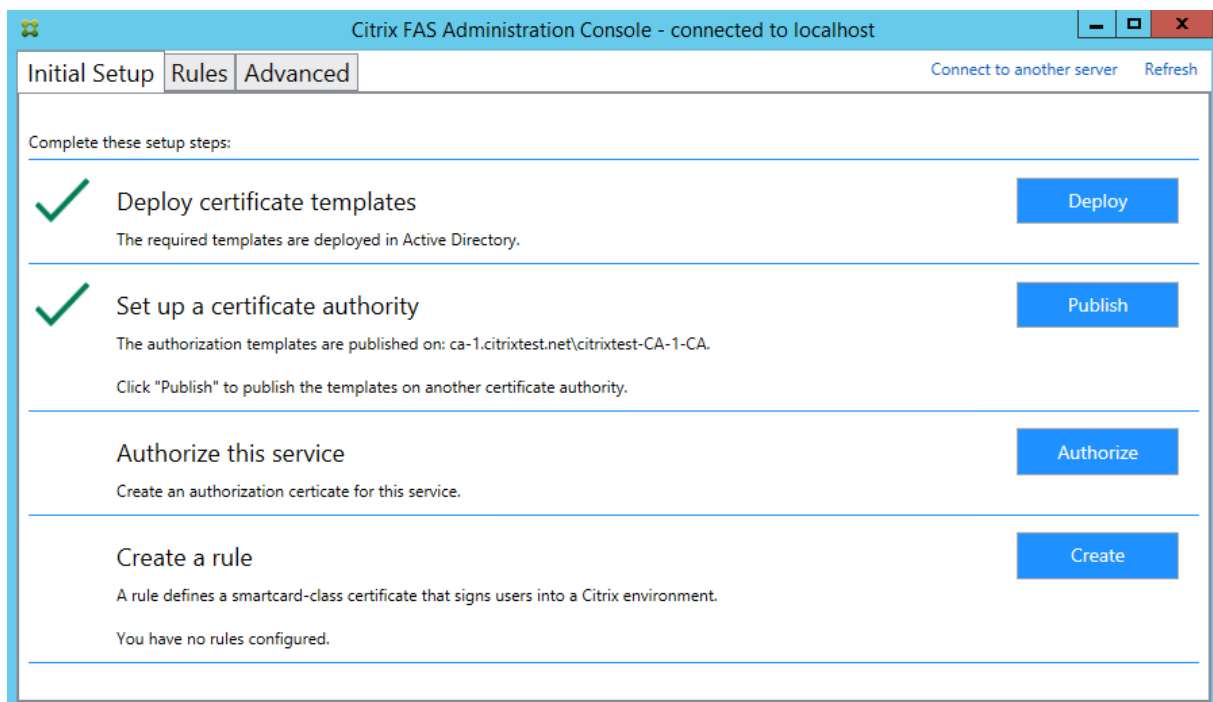 Citrix FAS Administration Console - connected to localhost
Initial Setup Rules Advanced Connect to another server Refresh
Complete these setup steps:
Deploy certificate templates Deploy
The required templates are deployed in Active Directory.
Set up a certificate authority Publish
The authorization templates are published on: ca-1.citrixtest.net\citrixtest-CA-1-CA.
Click "Publish" to publish the templates on another certificate authority.
Authorize this service Authorize
Create an authorization certicate for this service.
Create a rule Create
A rule defines a smartcard-class certificate that signs users into a Citrix environment.
You have no rules configured.